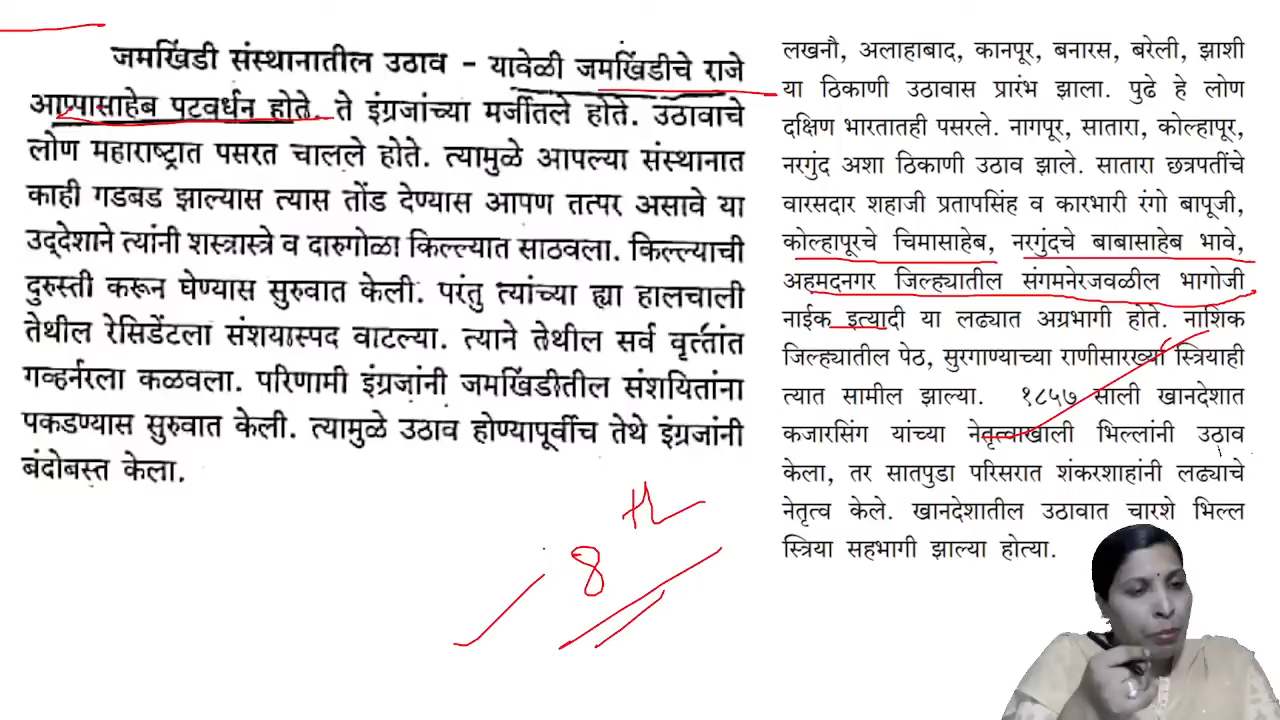 जमखिंडी संस्थानातील उठाव - यावेळी जमखिंडीचे राजे
आप्पासाहेब पटवर्धन होते. ते इंग्रजांच्या मर्जीतले होते. उठावाचे
लोण महाराष्ट्रात पसरत चालले होते. त्यामुळे आपल्या संस्थानात
काही गडबड झाल्यास त्यास तोंड देण्यास आपण तत्पर असावे या
उद्देशाने त्यांनी शस्त्रास्त्रे व दारुगोळा किल्ल्यात साठवला. किल्ल्याची
दुरुस्ती करून घेण्यास सुरुवात केली. परंतु त्यांच्या ह्या हालचाली
तेथील रेसिडेंटला संशयास्पद वाटल्या. त्याने तेथील सर्व वृत्तांत
गव्हर्नरला कळवला. परिणामी इंग्रजांनी जमखिंडीतील संशयितांना
पकडण्यास सुरुवात केली. त्यामुळे उठाव होण्यापूर्वीच तेथे इंग्रजांनी
बंदोबस्त केला.
8 th
लखनौ, अलाहाबाद, कानपूर, बनारस, बरेली, झाशी
या ठिकाणी उठावास प्रारंभ झाला. पुढे हे लोण
दक्षिण भारतातही पसरले. नागपूर, सातारा, कोल्हापूर,
नरगुंद अशा ठिकाणी उठाव झाले. सातारा छत्रपतींचे
वारसदार शहाजी प्रतापसिंह व कारभारी रंगो बापूजी,
कोल्हापूरचे चिमासाहेब, नरगुंदचे बाबासाहेब भावे,
अहमदनगर जिल्ह्यातील संगमनेरजवळील भागोजी
नाईक इत्यादी या लढ्यात अग्रभागी होते. नाशिक
जिल्ह्यातील पेठ, सुरगाण्याच्या राणीसारख्या स्त्रियाही
त्यात सामील झाल्या. १८५७ साली खानदेशात
कजारसिंग यांच्या नेतृत्वाखाली भिल्लांनी उठाव
केला, तर सातपुडा परिसरात शंकरशाहांनी लढ्याचे
नेतृत्व केले. खानदेशातील उठावात चारशे भिल्ल
स्त्रिया सहभागी झाल्या होत्या.